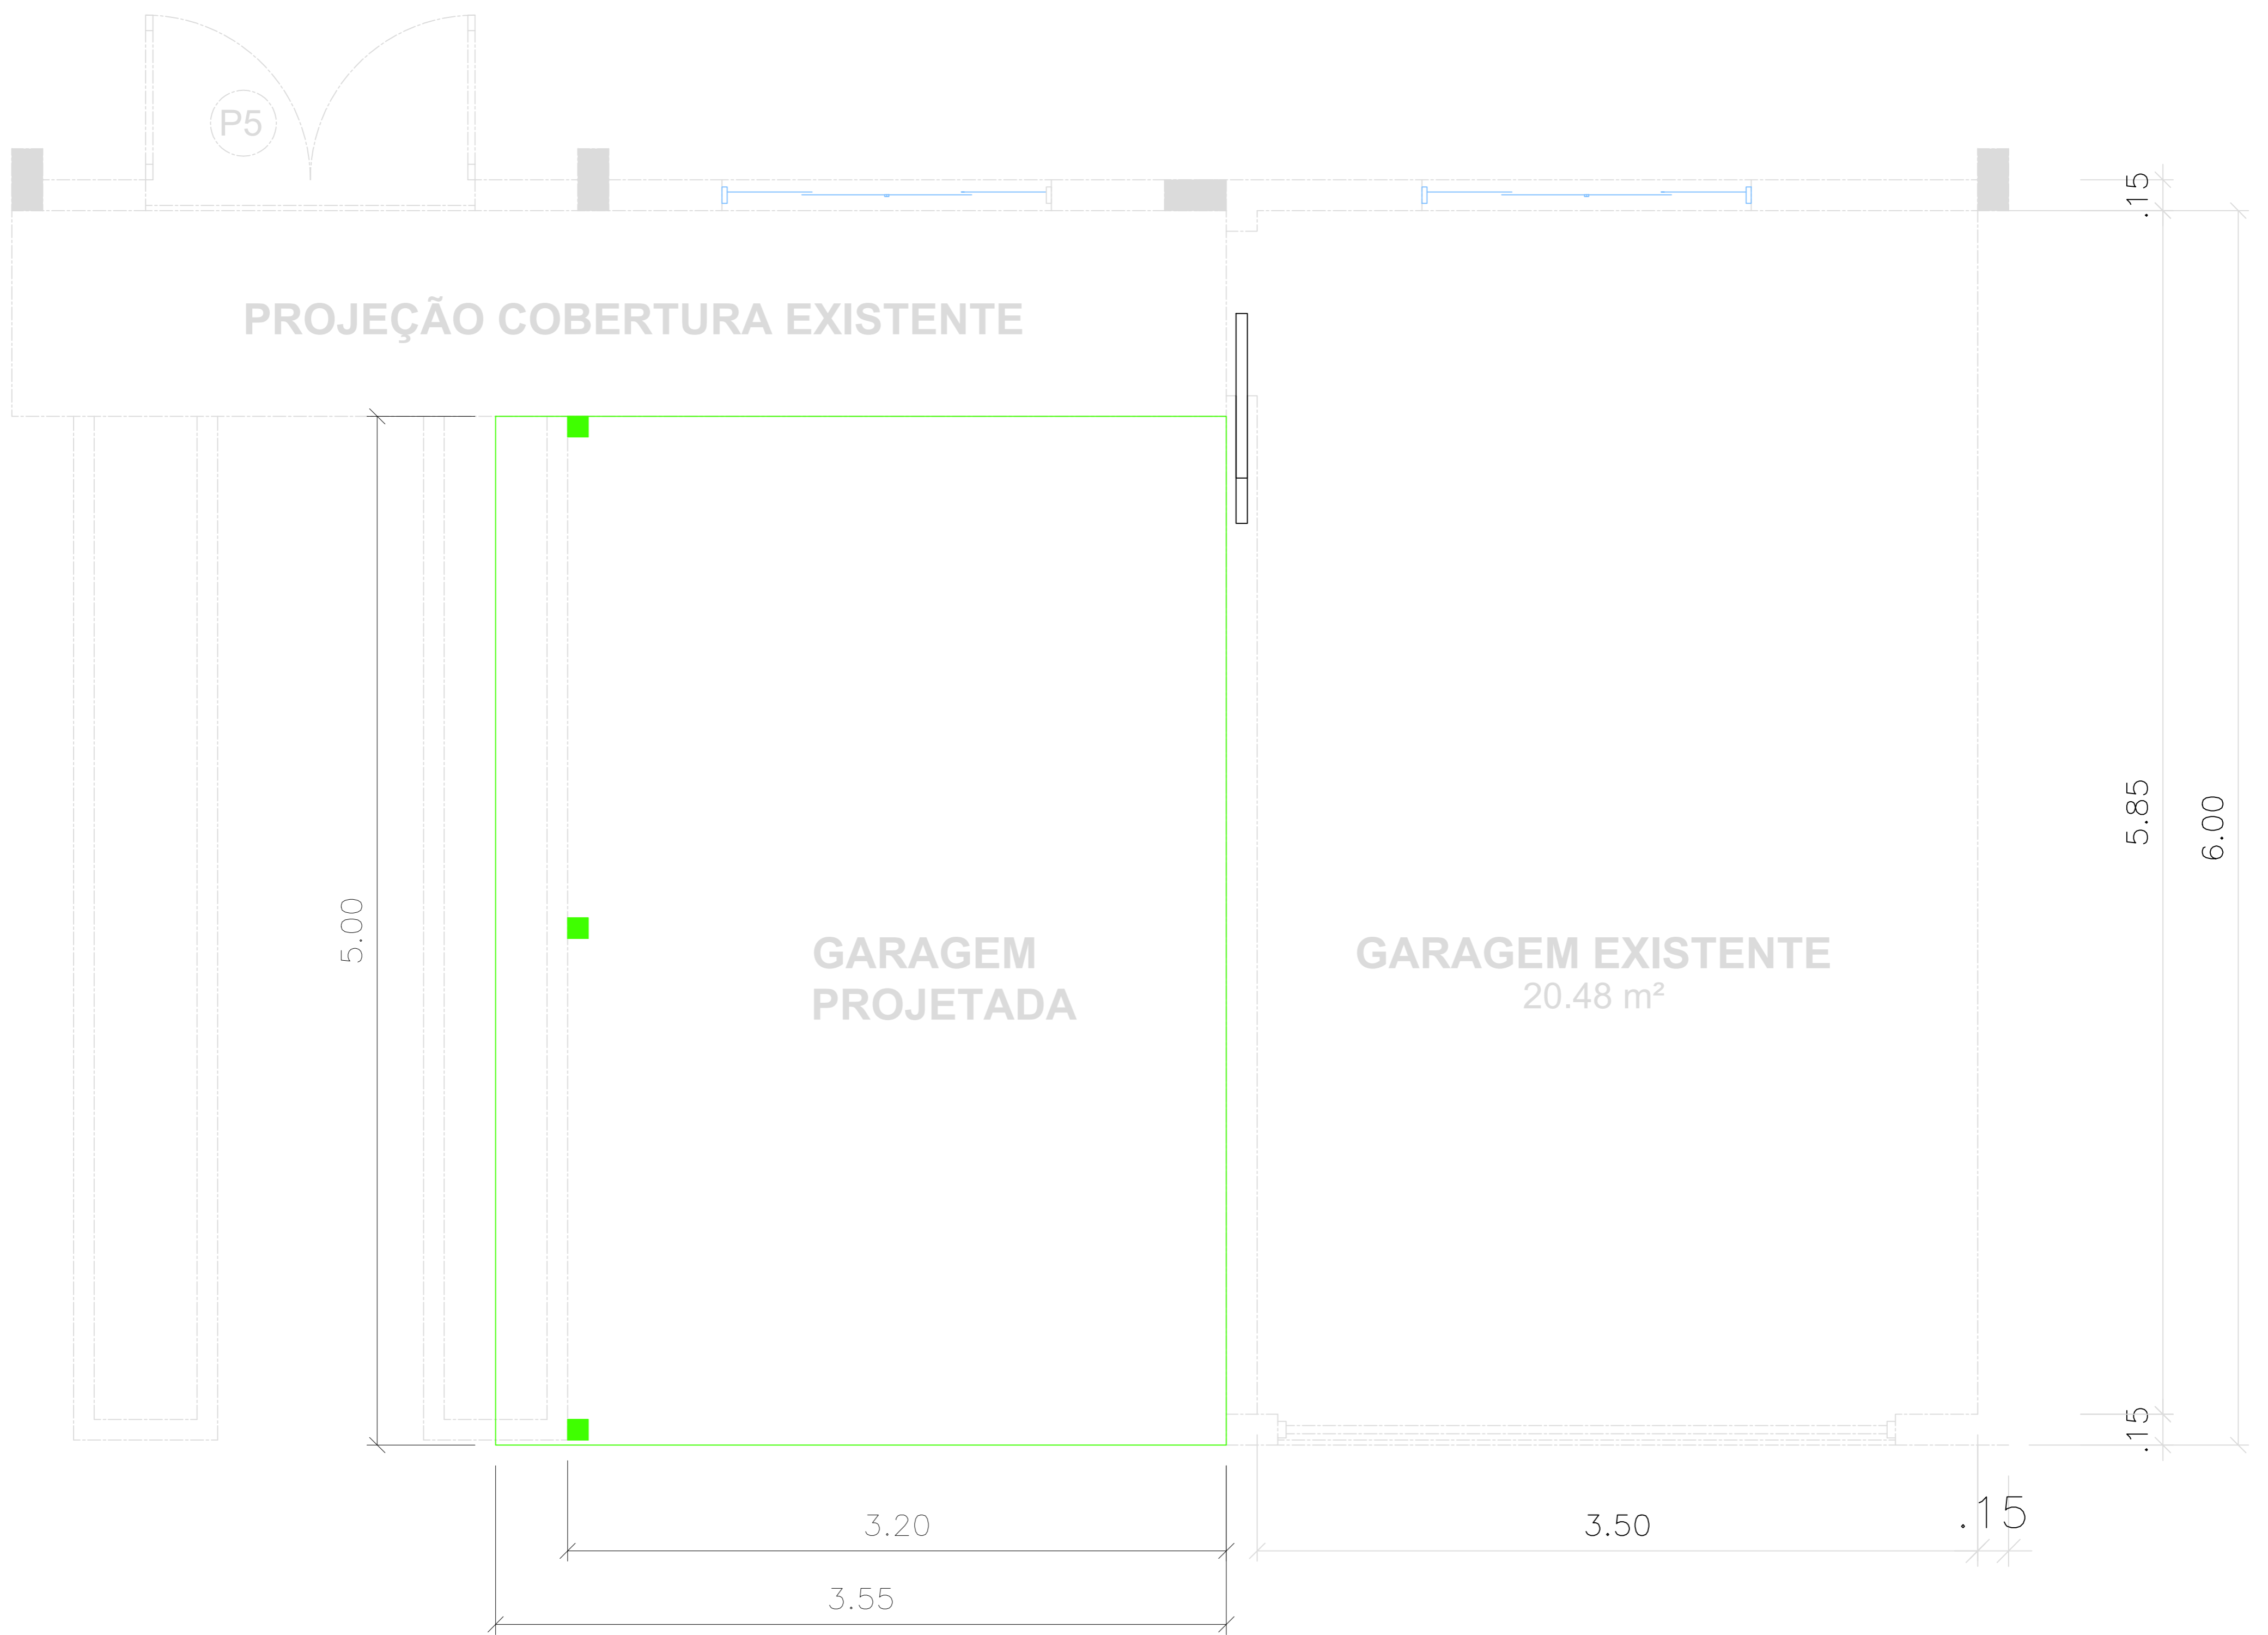 P5
.15
PROJEÇÃO COBERTURA EXISTENTE
5.85
6.00
5.00
GARAGEM
PROJETADA
GARAGEM EXISTENTE
20.48 m²
.15
3.20
3.50
.15
3.55